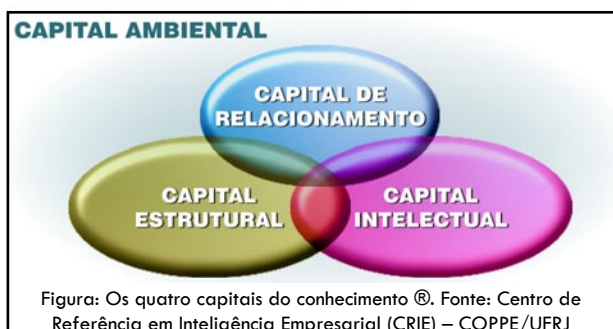 CAPITAL AMBIENTAL
CAPITAL DE
RELACIONAMENTO
CAPITAL
ESTRUTURAL
CAPITAL
INTELECTUAL
Figura: Os quatro capitais do conhecimento ®. Fonte: Centro de
Referência em Inteligência Empresarial (CRIE) – COPPE/UFRJ